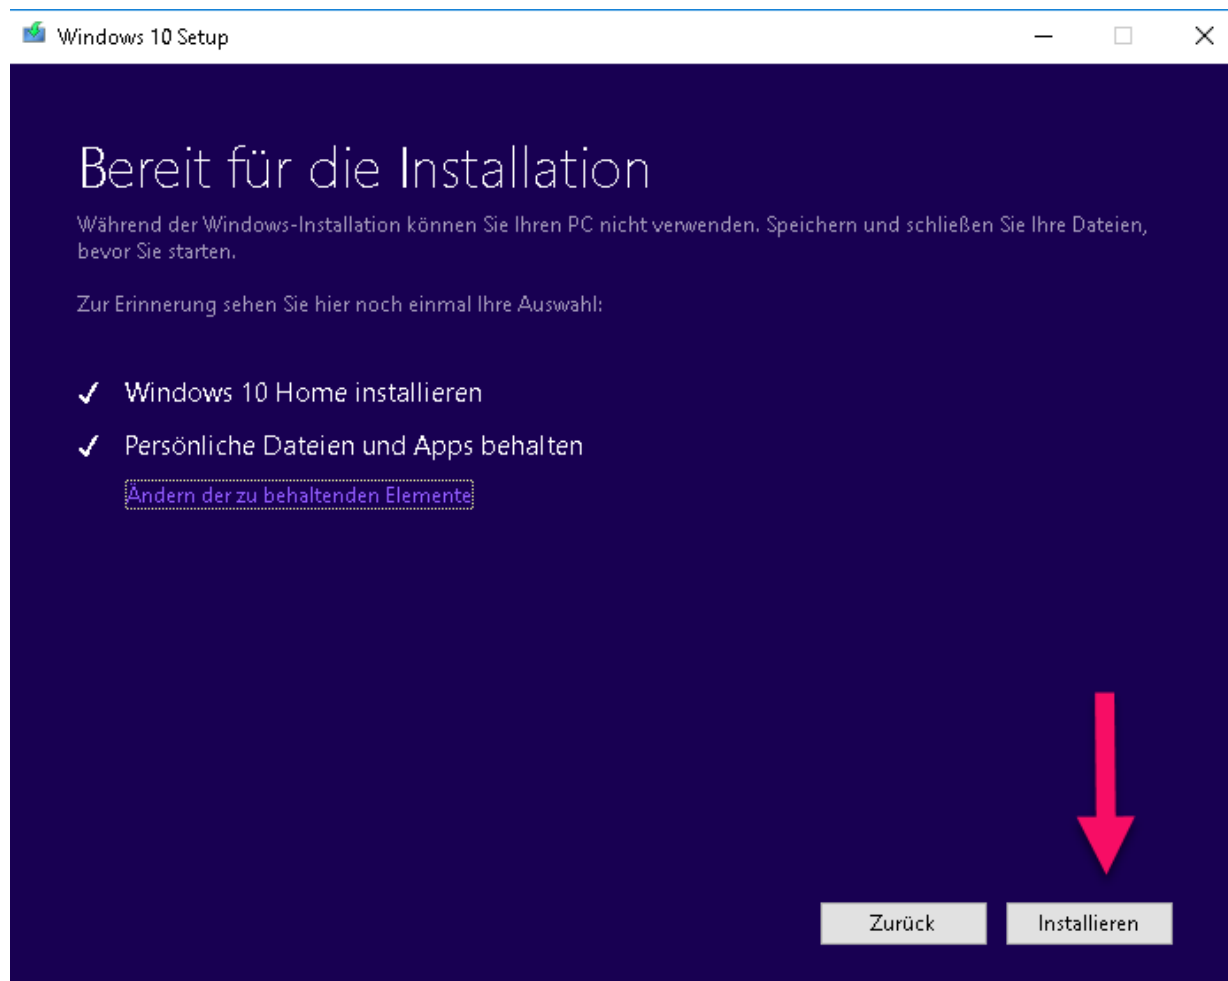 Windows 10 Setup
Bereit für die Installation
Während der Windows-Installation können Sie Ihren PC nicht verwenden. Speichern und schließen Sie Ihre Dateien,
bevor Sie starten.
Zur Erinnerung sehen Sie hier noch einmal Ihre Auswahl:
Windows 10 Home installieren
Persönliche Dateien und Apps behalten
Ändern der zu behaltenden Elemente
Zurück
Installieren